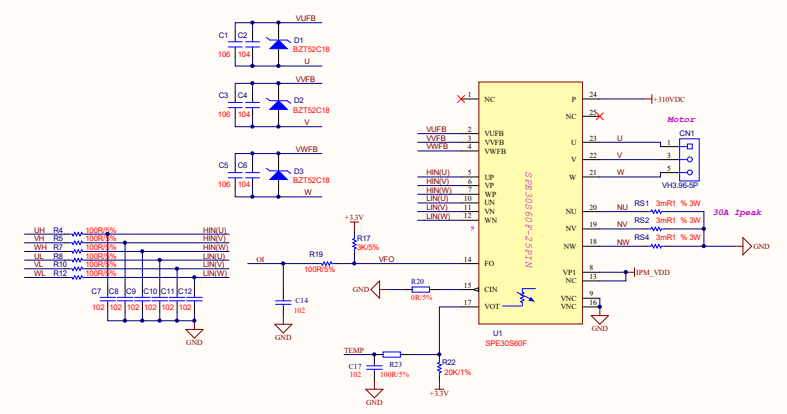 VUFB
C1 C2
D1
BZT52C18
106 104
U
VVFB
C3 C4
D2
BZT52C18
106 104
V
VWFB
C5 C6
D3
BZT52C18
106 104
W
UH R4 100R/5% HIN(U)
VH R5 100R/5% HIN(V)
WH R7 100R/5% HIN(W)
UL R8 100R/5% LIN(U)
VL R10 100R/5% LIN(V)
WL R12 100R/5% LIN(W)
C7 C8 C9 C10 C11 C12
102 102 102 102 102 102
GND
+3.3V
R17
3K/5%
OI
R19
100R/5%
VFO
C14
102
GND
GND
R20
0R/5%
TEMP
C17
102
R23
100R/5%
GND
R22
20K/1%
+3.3V
1 NC
VUFB 2 VUFB
VVFB 3 VVFB
VWFB 4 VWFB
HIN(U) 5 UP
HIN(V) 6 VP
HIN(W) 7 WP
LIN(U) 10 UN
LIN(V) 11 VN
LIN(W) 12 WN
?
14 FO
15 CIN
17 VOT
SPE30S60F-25PIN
U1
SPE30S60F
P 24 +310VDC
NC 25
U 23 U
V 22 V
W 21 W
Motor
CN1
1
3
5
VH3.96-5P
NU 20 NU RS1 3mR1 % 3W
NV 19 NV RS2 3mR1 % 3W
NW 18 NW RS4 3mR1 % 3W
30A Ipeak
GND
VP1 8 IPM_VDD
NC 13
VNC 9
VNC 16
GND